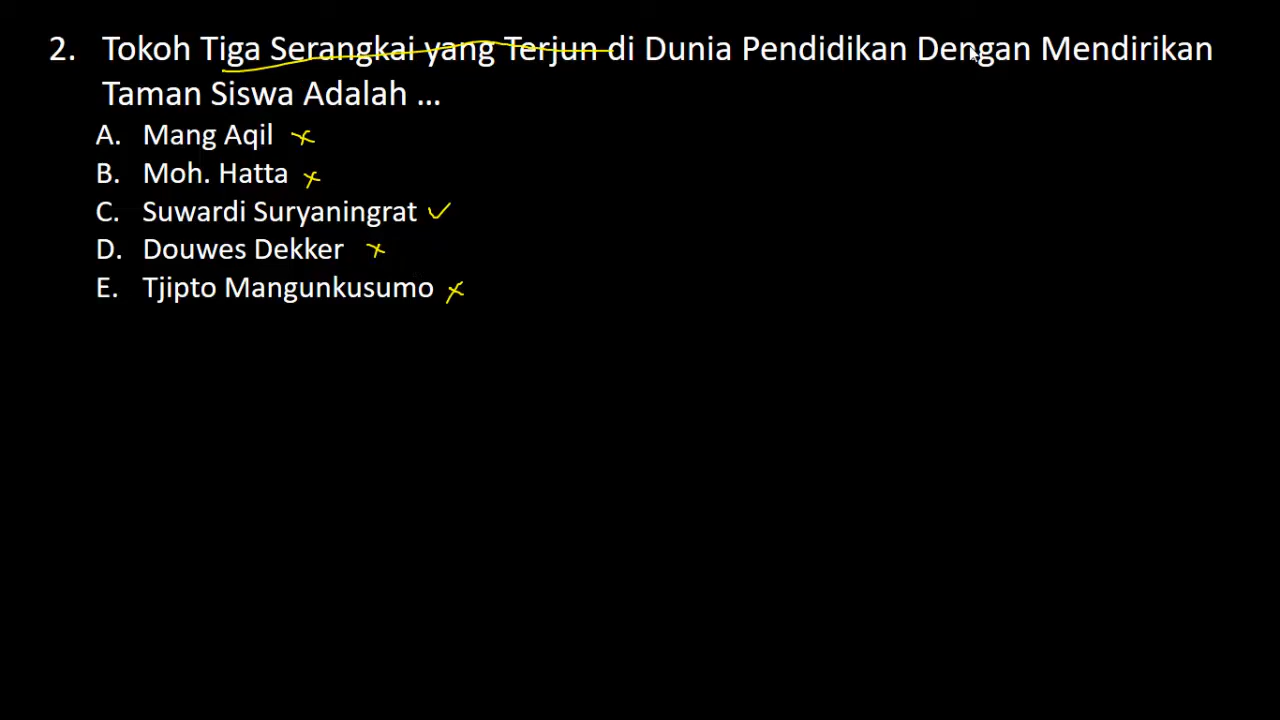 2. Tokoh Tiga Serangkai yang Terjun di Dunia Pendidikan Dengan Mendirikan
Taman Siswa Adalah ...
A. Mang Aqil
B. Moh. Hatta
C. Suwardi Suryaningrat
D. Douwes Dekker
E. Tjipto Mangunkusumo